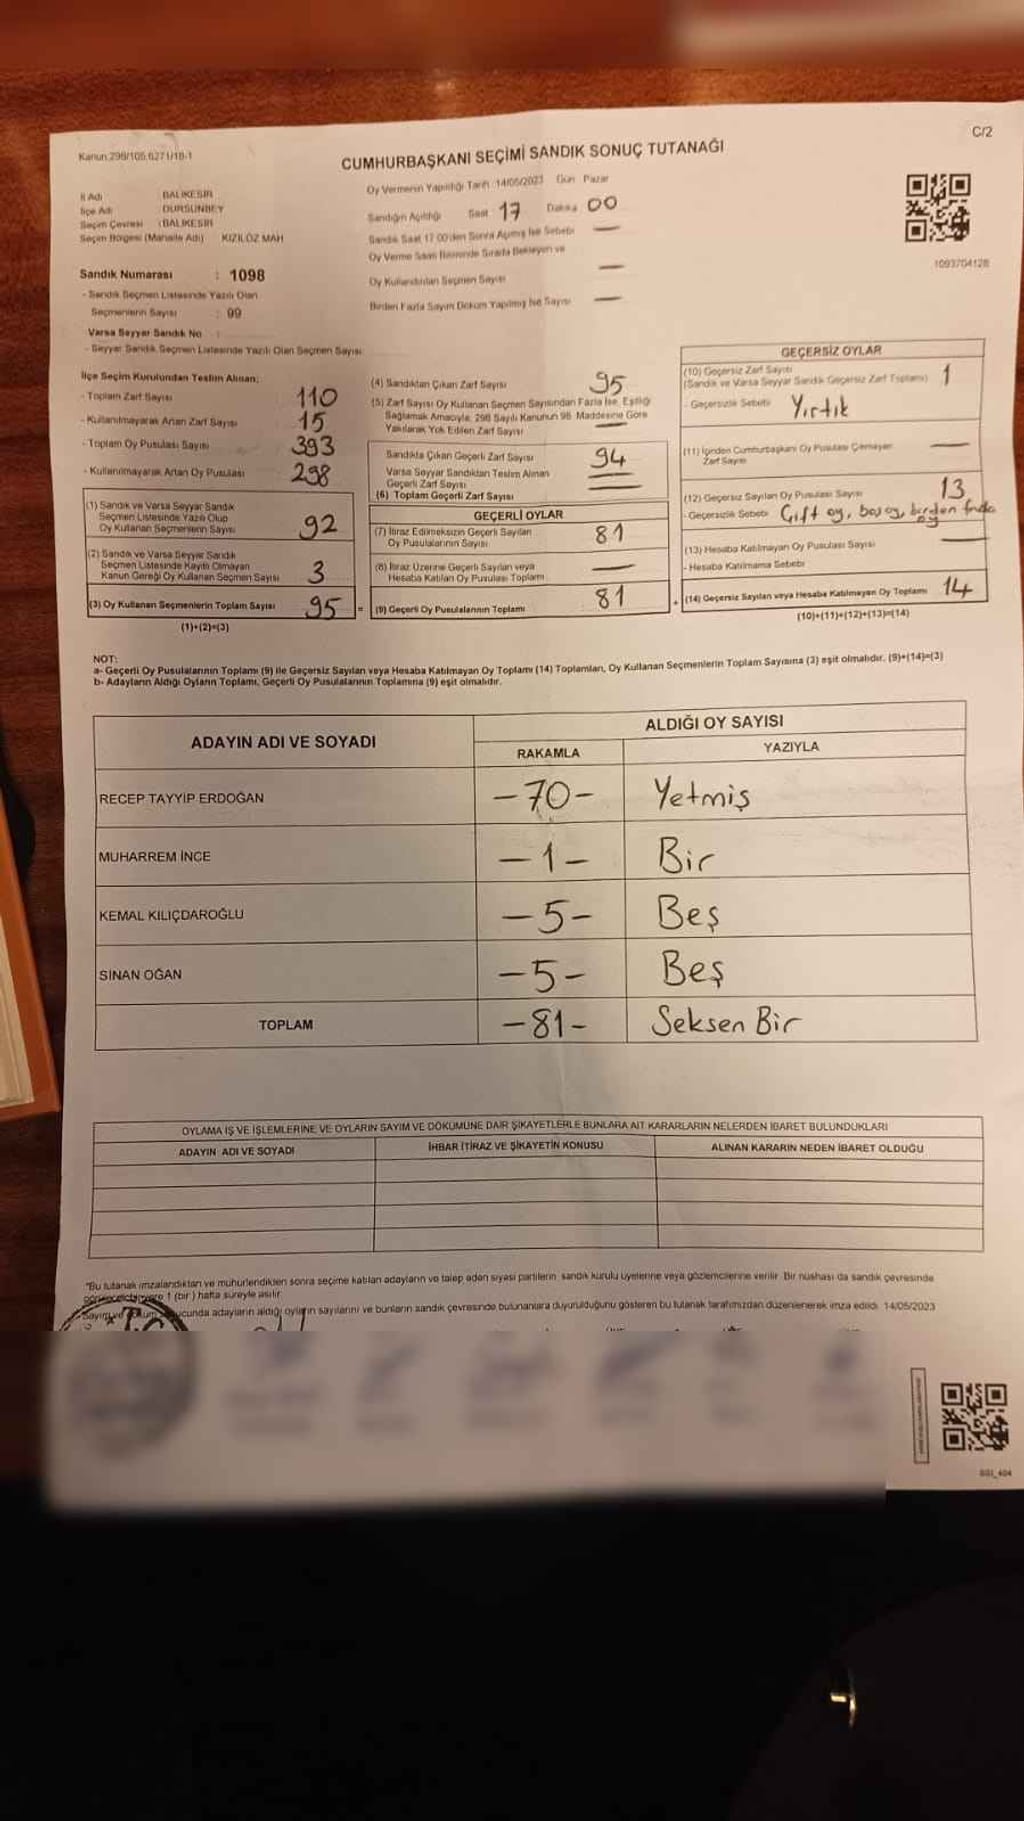 C/2
Kanun:298/105,6271/18-1
CUMHURBAŞKANI SEÇİMİ SANDIK SONUÇ TUTANAĞI
İl Adı BALIKESİR
İlçe Adı DURSUNBEY
Seçim Çevresi : BALIKESİR
Seçim Bölgesi (Mahalle Adı) KIZILÖZ MAH
Sandık Numarası : 1098
- Sandık Seçmen Listesinde Yazılı Olan
Seçmenlerin Sayısı : 99
Varsa Seyyar Sandık No :
- Seyyar Sandık Seçmen Listesinde Yazılı Olan Seçmen Sayısı
Oy Vermenin Yapıldığı Tarih :14/05/2023 Gün Pazar
Sandığın Açıldığı Saat 17 Dakika 00
Sandık Saat 17.00'den Sonra Açılmış İse Sebebi —
Oy Verme Saati Bitiminde Sırada Bekleyen ve
Oy Kullandırılan Seçmen Sayısı —
Birden Fazla Sayım Döküm Yapılmış İse Sayısı —
1093704128
İlçe Seçim Kurulundan Teslim Alınan;
- Toplam Zarf Sayısı 110
- Kullanılmayarak Artan Zarf Sayısı 15
- Toplam Oy Pusulası Sayısı 393
- Kullanılmayarak Artan Oy Pusulası 298
(1) Sandık ve Varsa Seyyar Sandık
Seçmen Listesinde Yazılı Olup
Oy Kullanan Seçmenlerin Sayısı 92
(2) Sandık ve Varsa Seyyar Sandık
Seçmen Listesinde Kayıtlı Olmayan
Kanun Gereği Oy Kullanan Seçmen Sayısı 3
(3) Oy Kullanan Seçmenlerin Toplam Sayısı 95 =
(1)+(2)=(3)
(4) Sandıktan Çıkan Zarf Sayısı 95
(5) Zarf Sayısı Oy Kullanan Seçmen Sayısından Fazla İse, Eşitliği
Sağlamak Amacıyla, 298 Sayılı Kanunun 98. Maddesine Göre
Yakılarak Yok Edilen Zarf Sayısı —
Sandıkta Çıkan Geçerli Zarf Sayısı 94
Varsa Seyyar Sandıktan Teslim Alınan
Geçerli Zarf Sayısı —
(6) Toplam Geçerli Zarf Sayısı —
GEÇERLİ OYLAR
(7) İtiraz Edilmeksizin Geçerli Sayılan
Oy Pusulalarının Sayısı 81
(8) İtiraz Üzerine Geçerli Sayılan veya
Hesaba Katılan Oy Pusulası Toplamı —
(9) Geçerli Oy Pusulalarının Toplamı 81 +
GEÇERSİZ OYLAR
(10) Geçersiz Zarf Sayısı 1
(Sandık ve Varsa Seyyar Sandık Geçersiz Zarf Toplamı)
- Geçersizlik Sebebi Yırtık
(11) İçinden Cumhurbaşkanı Oy Pusulası Çıkmayan
Zarf Sayısı —
(12) Geçersiz Sayılan Oy Pusulası Sayısı 13
- Geçersizlik Sebebi Çift oy, boş oy, birden fazla
oy
(13) Hesaba Katılmayan Oy Pusulası Sayısı —
- Hesaba Katılmama Sebebi
(14) Geçersiz Sayılan veya Hesaba Katılmayan Oy Toplamı 14
(10)+(11)+(12)+(13)=(14)
NOT:
a- Geçerli Oy Pusulalarının Toplamı (9) ile Geçersiz Sayılan veya Hesaba Katılmayan Oy Toplamı (14) Toplamları, Oy Kullanan Seçmenlerin Toplam Sayısına (3) eşit olmalıdır. (9)+(14)=(3)
b- Adayların Aldığı Oyların Toplamı, Geçerli Oy Pusulalarının Toplamına (9) eşit olmalıdır.
ADAYIN ADI VE SOYADI
ALDIĞI OY SAYISI
RAKAMLA YAZIYLA
RECEP TAYYİP ERDOĞAN -70- Yetmiş
MUHARREM İNCE -1- Bir
KEMAL KILIÇDAROĞLU -5- Beş
SİNAN OĞAN -5- Beş
TOPLAM -81- Seksen Bir
OYLAMA İŞ VE İŞLEMLERİNE VE OYLARIN SAYIM VE DÖKÜMÜNE DAİR ŞİKAYETLERLE BUNLARA AİT KARARLARIN NELERDEN İBARET BULUNDUKLARI
ADAYIN ADI VE SOYADI İHBAR İTİRAZ VE ŞİKAYETİN KONUSU ALINAN KARARIN NEDEN İBARET OLDUĞU
*Bu tutanak imzalandıktan ve mühürlendikten sonra seçime katılan adayların ve talep eden siyasi partilerin sandık kurulu üyelerine veya gözlemcilerine verilir. Bir nüshası da sandık çevresinde
1 (bir) hafta süreyle asılır.
Sayım ve döküm sonucunda adayların aldığı oyların sayılarını ve bunların sandık çevresinde bulunanlara duyurulduğunu gösteren bu tutanak tarafımızdan düzenlenerek imza edildi. 14/05/2023